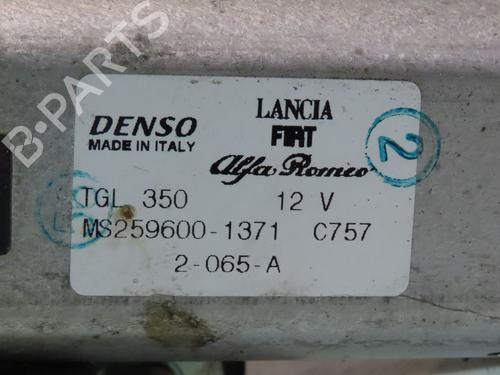 B-PARTS
DENSO
MADE IN ITALY
LANCIA
FIAT
Alfa Romeo
2
TGL 350 12 V
MS259600-1371 C757
2-065-A